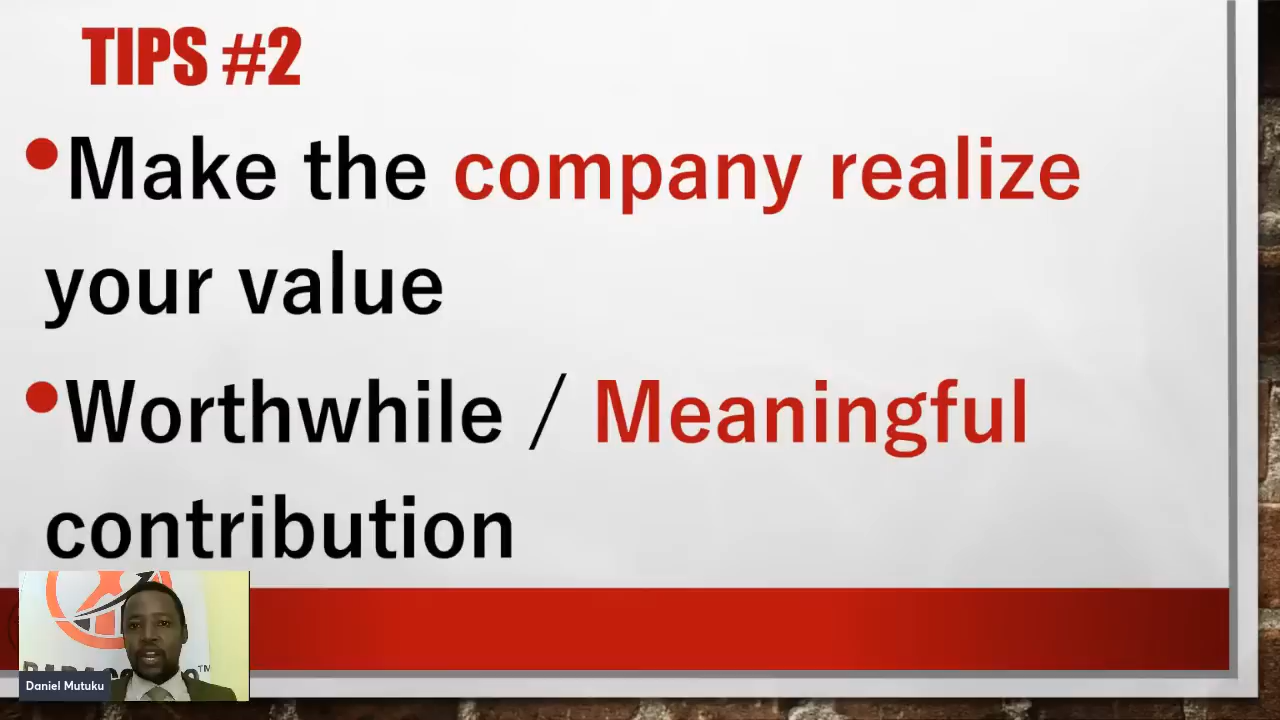 TIPS #2
•Make the company realize
your value
•Worthwhile / Meaningful
contribution
Daniel Mutuku